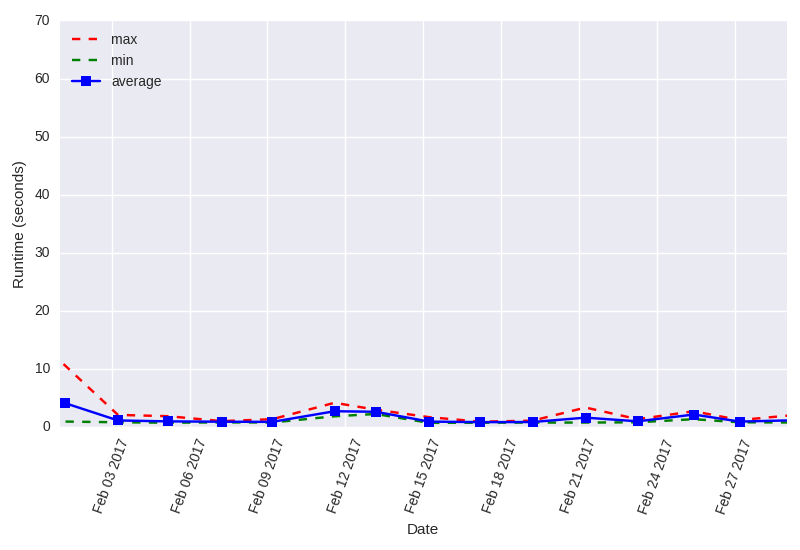 70
60
50
40
30
20
10
0
Runtime (seconds)
max
min
average
Feb 03 2017
Feb 06 2017
Feb 09 2017
Feb 12 2017
Feb 15 2017
Feb 18 2017
Feb 21 2017
Feb 24 2017
Feb 27 2017
Date